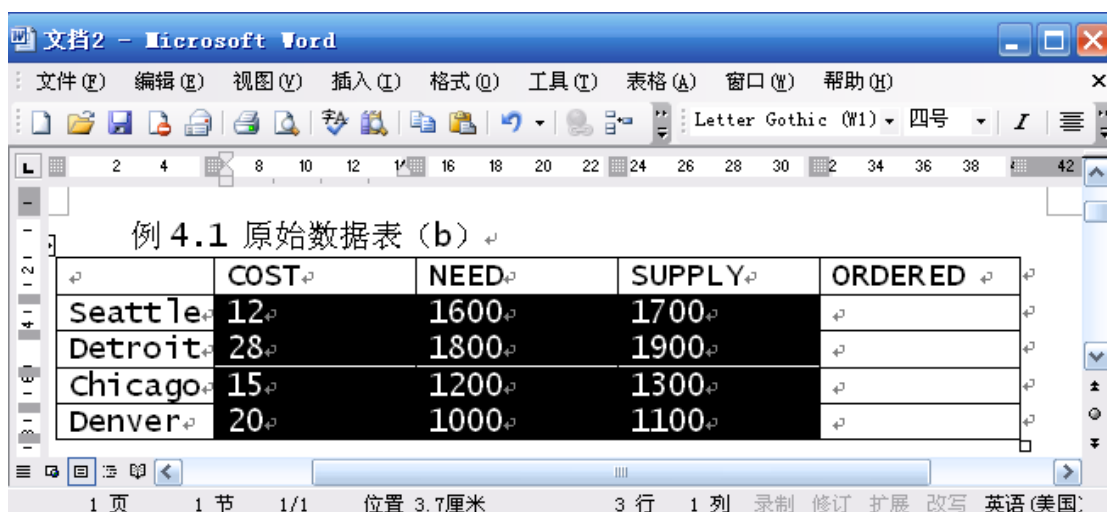 文档2 - Microsoft Word
文件(F) 编辑(E) 视图(V) 插入(I) 格式(O) 工具(T) 表格(A) 窗口(W) 帮助(H)
Letter Gothic (W1) 四号
2 4 8 10 12 14 16 18 20 22 24 26 28 30 32 34 36 38 42
例 4.1 原始数据表（b）
COST NEED SUPPLY ORDERED
Seattle 12 1600 1700
Detroit 28 1800 1900
Chicago 15 1200 1300
Denver 20 1000 1100
1 页 1 节 1/1 位置 3.7厘米 3 行 1 列 录制 修订 扩展 改写 英语(美国)